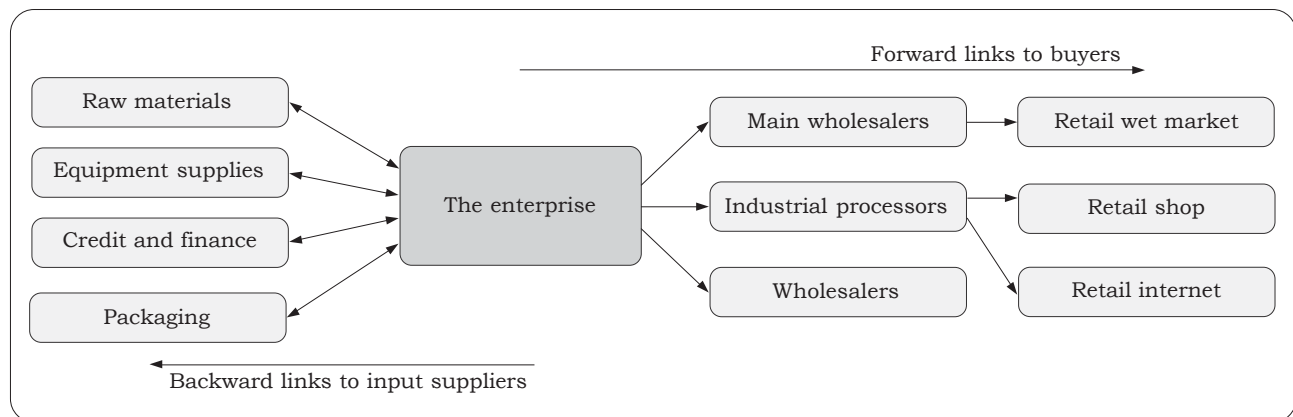 Forward links to buyers
Raw materials
Equipment supplies
Credit and finance
Packaging
The enterprise
Main wholesalers
Industrial processors
Wholesalers
Retail wet market
Retail shop
Retail internet
Backward links to input suppliers